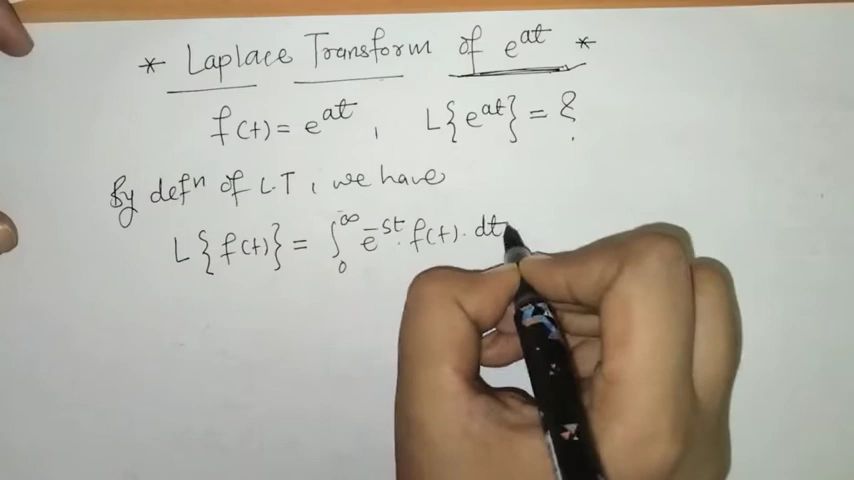 * Laplace Transform of e^at *
f(t) = e^at , L{e^at} = ?
By defn of L.T, we have
L{f(t)} = ∫₀^∞ e^-st . f(t) . dt